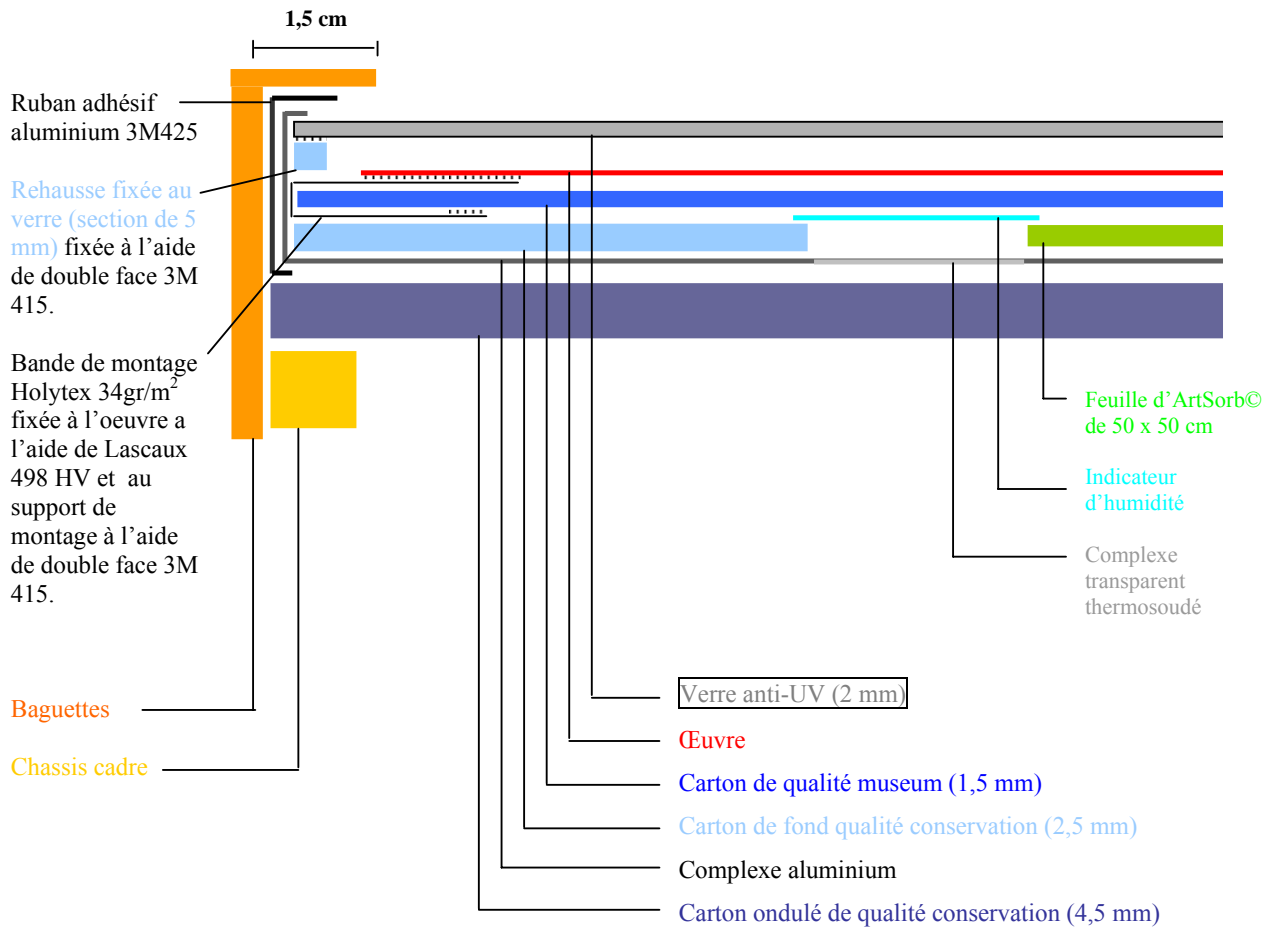 1,5 cm
Ruban adhésif
aluminium 3M425
Rehausse fixée au
verre (section de 5
mm) fixée à l’aide
de double face 3M
415.
Bande de montage
Holytex 34gr/m²
fixée à l’oeuvre a
l’aide de Lascaux
498 HV et au
support de
montage à l’aide
de double face 3M
415.
Baguettes
Chassis cadre
Feuille d’ArtSorb©
de 50 x 50 cm
Indicateur
d’humidité
Complexe
transparent
thermosoudé
Verre anti-UV (2 mm)
Œuvre
Carton de qualité museum (1,5 mm)
Carton de fond qualité conservation (2,5 mm)
Complexe aluminium
Carton ondulé de qualité conservation (4,5 mm)